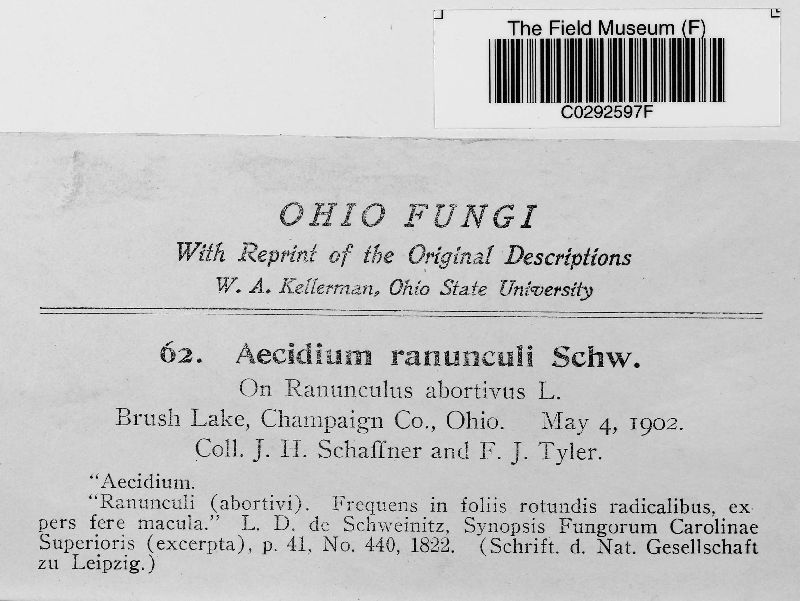 The Field Museum (F)
C0292597F
OHIO FUNGI
With Reprint of the Original Descriptions
W. A. Kellerman, Ohio State University
62. Aecidium ranunculi Schw.
On Ranunculus abortivus L.
Brush Lake, Champaign Co., Ohio. May 4, 1902.
Coll. J. H. Schaffner and F. J. Tyler.
"Aecidium.
"Ranunculi (abortivi). Frequens in foliis rotundis radicalibus, ex-
pers fere macula." L. D. de Schweinitz, Synopsis Fungorum Carolinae
Superioris (excerpta), p. 41, No. 440, 1822. (Schrift. d. Nat. Gesellschaft
zu Leipzig.)